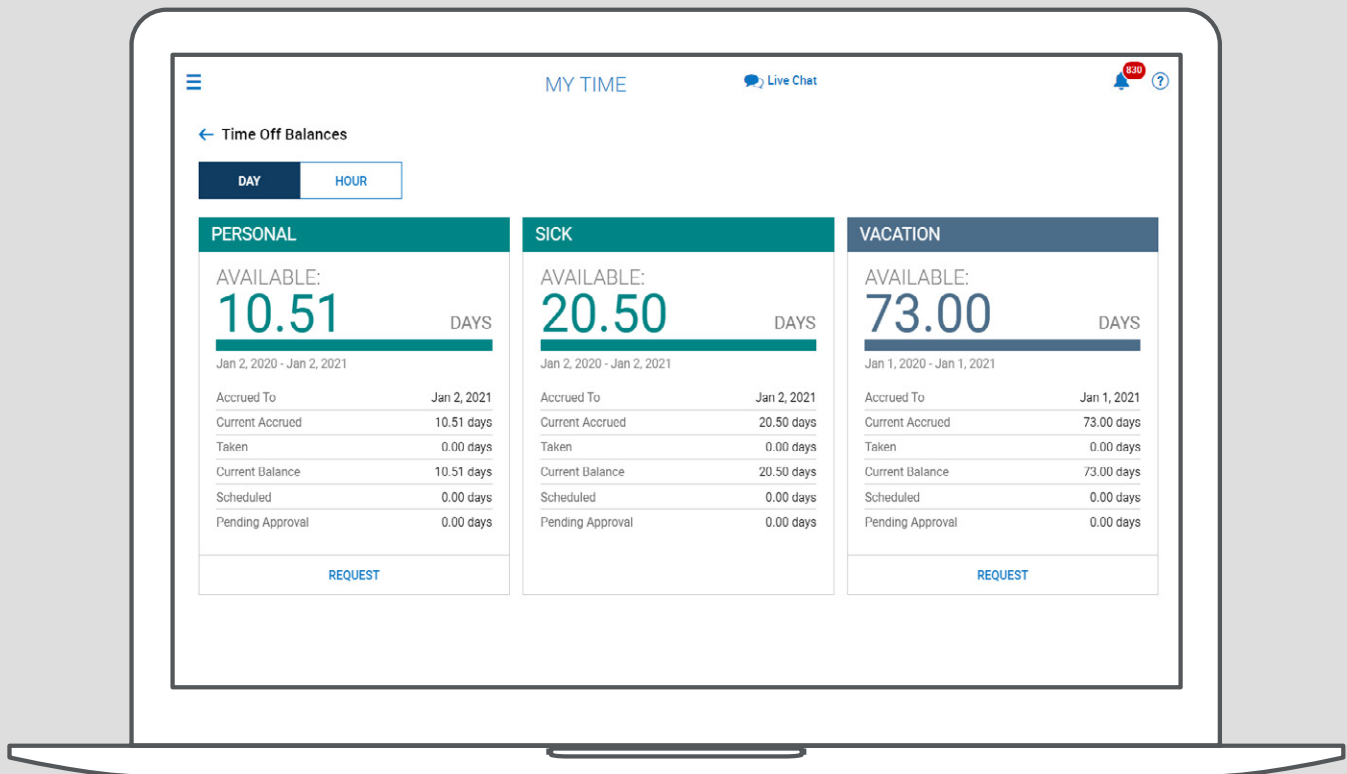 MY TIME
Live Chat
830
?
Time Off Balances
DAY
HOUR
PERSONAL
AVAILABLE:
10.51
DAYS
Jan 2, 2020 - Jan 2, 2021
Accrued To Jan 2, 2021
Current Accrued 10.51 days
Taken 0.00 days
Current Balance 10.51 days
Scheduled 0.00 days
Pending Approval 0.00 days
REQUEST
SICK
AVAILABLE:
20.50
DAYS
Jan 2, 2020 - Jan 2, 2021
Accrued To Jan 2, 2021
Current Accrued 20.50 days
Taken 0.00 days
Current Balance 20.50 days
Scheduled 0.00 days
Pending Approval 0.00 days
VACATION
AVAILABLE:
73.00
DAYS
Jan 1, 2020 - Jan 1, 2021
Accrued To Jan 1, 2021
Current Accrued 73.00 days
Taken 0.00 days
Current Balance 73.00 days
Scheduled 0.00 days
Pending Approval 0.00 days
REQUEST